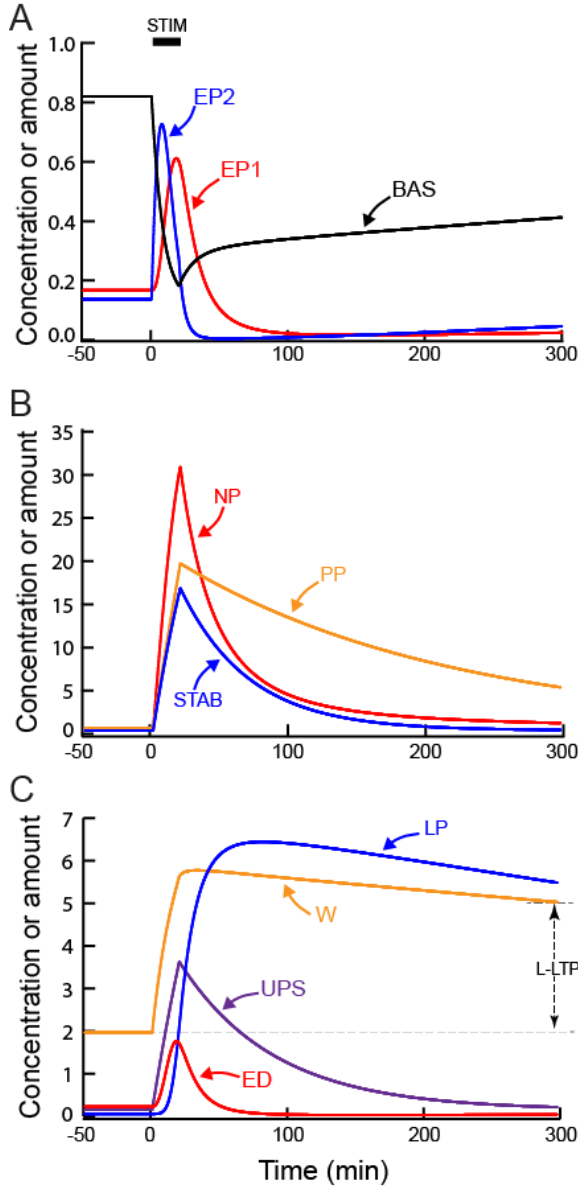 A
STIM
Concentration or amount
1.0
0.8
0.6
0.4
0.2
0.0
EP2
EP1
BAS
-50 0 100 200 300
B
Concentration or amount
35
30
25
20
15
10
5
0
NP
PP
STAB
-50 0 100 200 300
C
Concentration or amount
7
6
5
4
3
2
1
0
LP
W
L-LTP
UPS
ED
-50 0 100 200 300
Time (min)